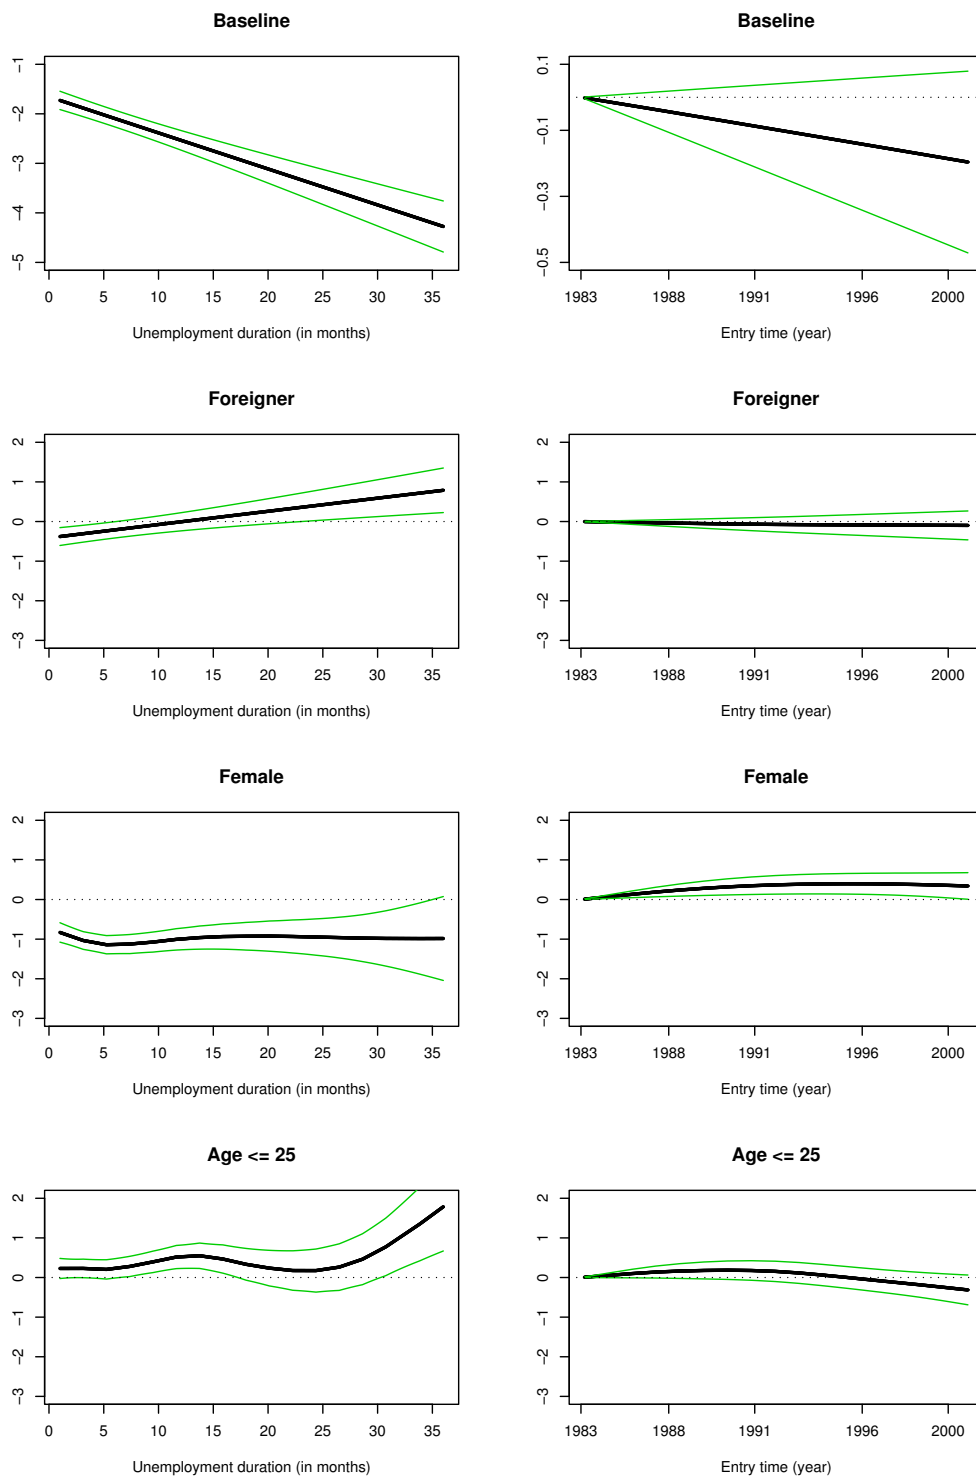 Baseline
Baseline
−1
−2
−3
−4
−5
0 5 10 15 20 25 30 35
Unemployment duration (in months)
0.1
−0.1
−0.3
−0.5
1983 1988 1991 1996 2000
Entry time (year)
Foreigner
Foreigner
2
1
0
−1
−2
−3
0 5 10 15 20 25 30 35
Unemployment duration (in months)
2
1
0
−1
−2
−3
1983 1988 1991 1996 2000
Entry time (year)
Female
Female
2
1
0
−1
−2
−3
0 5 10 15 20 25 30 35
Unemployment duration (in months)
2
1
0
−1
−2
−3
1983 1988 1991 1996 2000
Entry time (year)
Age <= 25
Age <= 25
2
1
0
−1
−2
−3
0 5 10 15 20 25 30 35
Unemployment duration (in months)
2
1
0
−1
−2
−3
1983 1988 1991 1996 2000
Entry time (year)